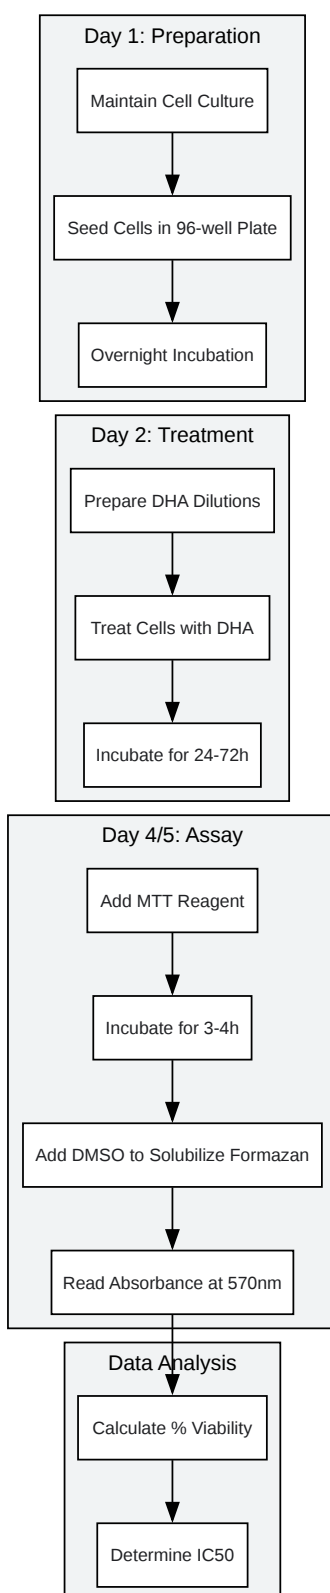 Day 1: Preparation
Maintain Cell Culture
Seed Cells in 96-well Plate
Overnight Incubation
Day 2: Treatment
Prepare DHA Dilutions
Treat Cells with DHA
Incubate for 24-72h
Day 4/5: Assay
Add MTT Reagent
Incubate for 3-4h
Add DMSO to Solubilize Formazan
Read Absorbance at 570nm
Data Analysis
Calculate % Viability
Determine IC50